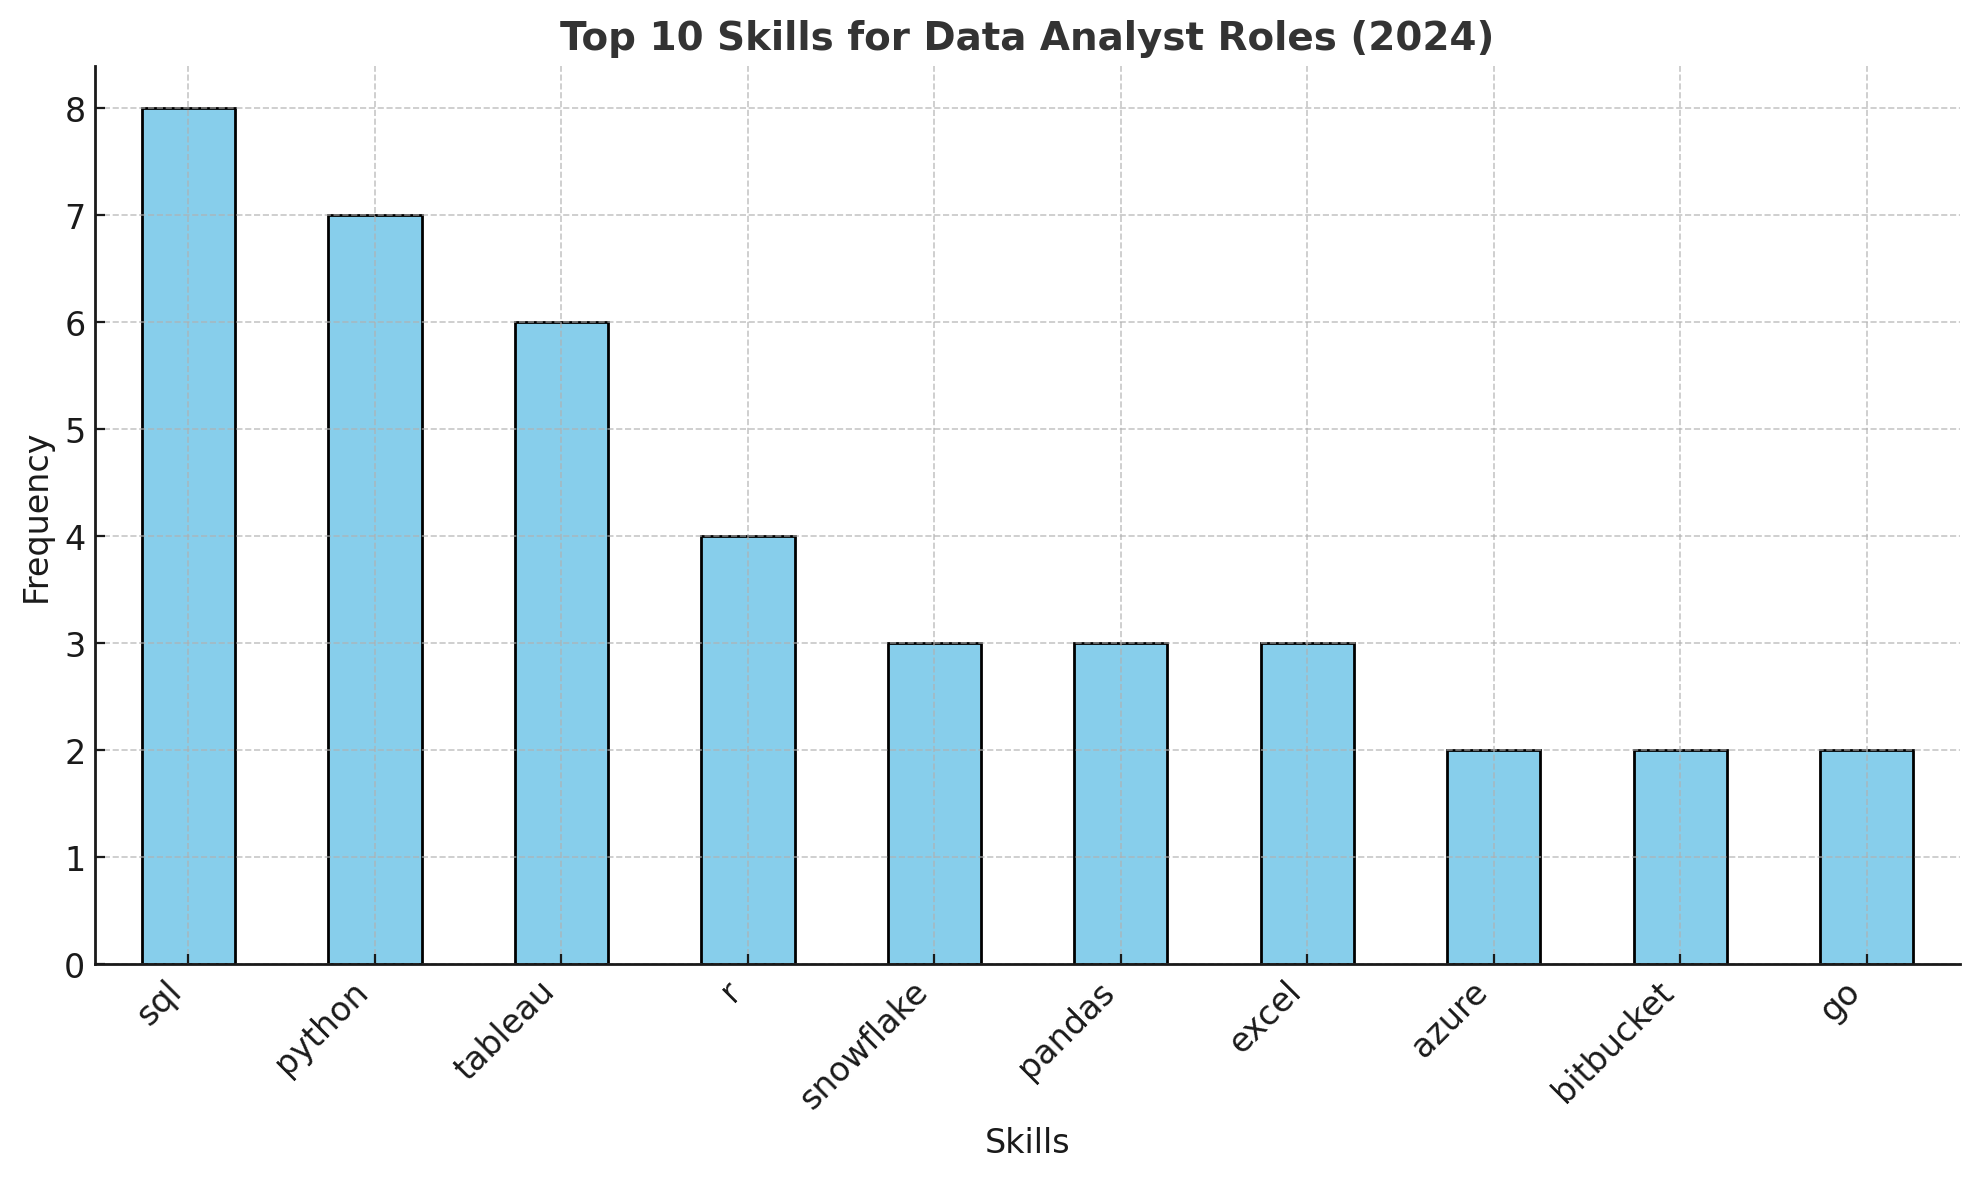 Top 10 Skills for Data Analyst Roles (2024)
8
7
6
5
4
3
2
1
0
Frequency
sql
python
tableau
r
snowflake
pandas
excel
azure
bitbucket
go
Skills